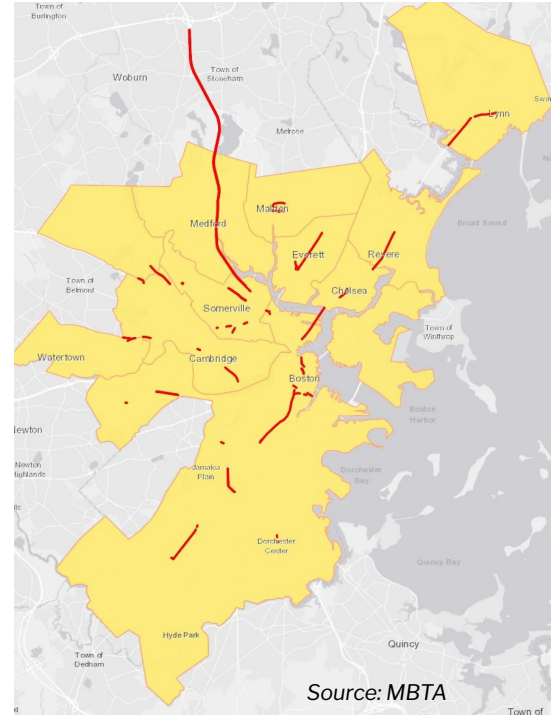 Town of
Burlington
Woburn
Town of
Stoneham
Melrose
Lynn
Medford
Malden
Everett
Revere
Broad Sound
Town of
Belmont
Somerville
Chelsea
Town of
Winthrop
Watertown
Cambridge
Boston
Boston
Harbor
Newton
Jamaica
Plain
Dorchester
Bay
Newton
Highlands
Dorchester
Center
Quincy Bay
Hyde Park
Town of
Dedham
Quincy
Source: MBTA
Town of